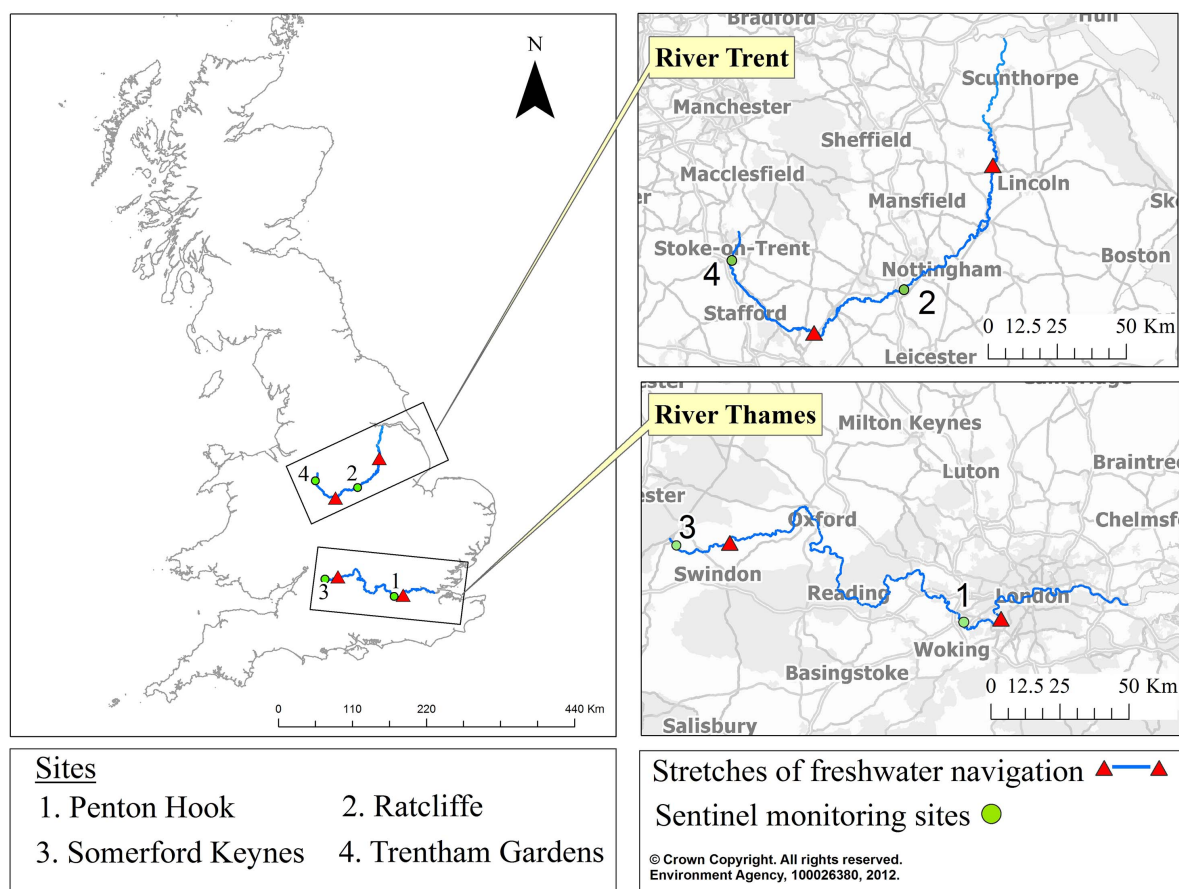 N
4
2
3
1
0 110 220 440 Km
River Trent
Bradford
Hull
Scunthorpe
Manchester
Sheffield
Macclesfield
Lincoln
Mansfield
Stoke-on-Trent
Boston
4
Nottingham
2
Stafford
0 12.5 25 50 Km
Leicester
River Thames
Milton Keynes
Luton
Braintree
ester
3
Oxford
Chelmsf
Swindon
Reading
1
London
Woking
Basingstoke
0 12.5 25 50 Km
Salisbury
Sites
1. Penton Hook 2. Ratcliffe
3. Somerford Keynes 4. Trentham Gardens
Stretches of freshwater navigation
Sentinel monitoring sites
© Crown Copyright. All rights reserved.
Environment Agency, 100026380, 2012.